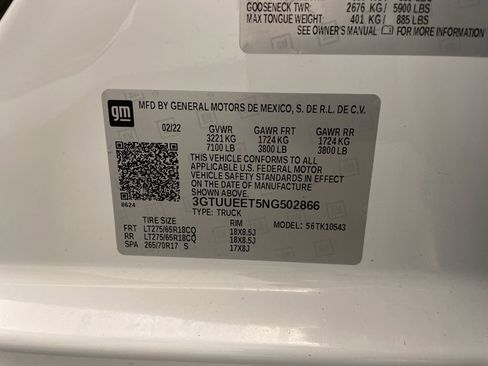 GOOSENECK TWR: 2676 KG/ 5900 LBS
MAX TONGUE WEIGHT: 401 KG / 885 LBS
SEE OWNER'S MANUAL FOR MORE INFORMATION
gm
MFD BY GENERAL MOTORS DE MEXICO, S. DE R.L. DE C.V.
02/22 GVWR GAWR FRT GAWR RR
3221 KG 1724 KG 1724 KG
7100 LB 3800 LB 3800 LB
THIS VEHICLE CONFORMS TO ALL
APPLICABLE U.S. FEDERAL MOTOR
VEHICLE SAFETY STANDARDS IN
EFFECT ON THE DATE OF MANUFACTURE
SHOWN ABOVE.
8624 3GTUUEET5NG502866
TYPE: TRUCK MODEL: 56TK10543
TIRE SIZE RIM
FRT LT275/65R18CQ 18X8.5J
RR LT275/65R18CQ 18X8.5J
SPA 265/70R17 S 17X8J